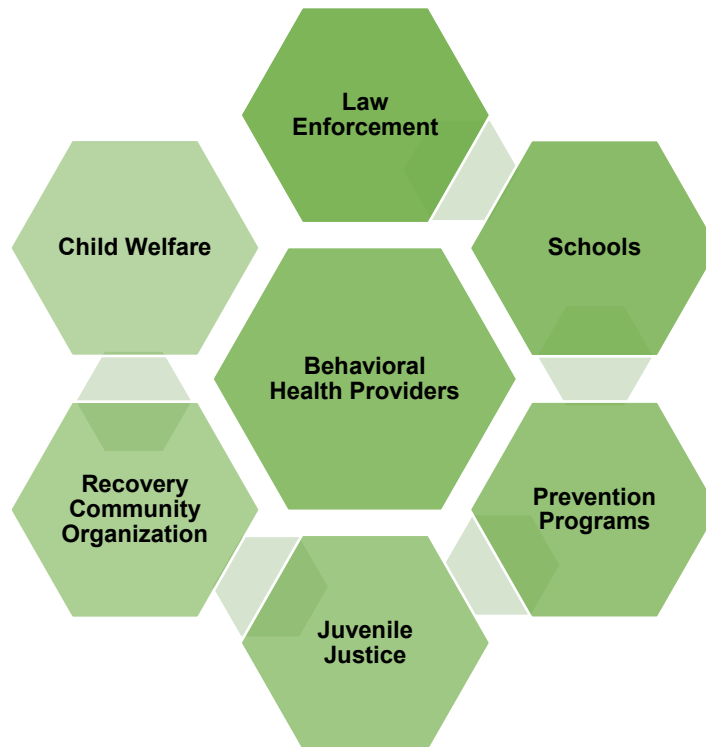 Law
Enforcement
Child Welfare
Schools
Behavioral
Health Providers
Recovery
Community
Organization
Prevention
Programs
Juvenile
Justice